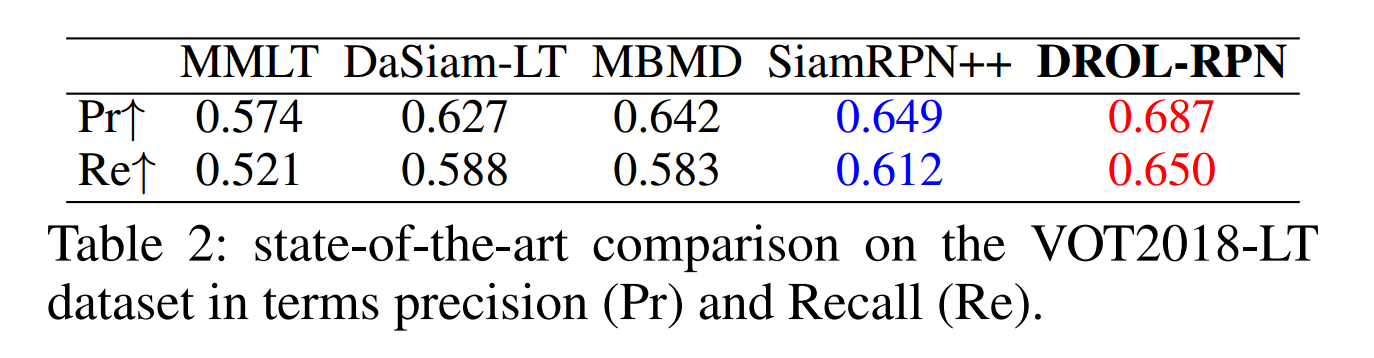 MMLT DaSiam-LT MBMD SiamRPN++ DROL-RPN
Pr↑ 0.574 0.627 0.642 0.649 0.687
Re↑ 0.521 0.588 0.583 0.612 0.650
Table 2: state-of-the-art comparison on the VOT2018-LT
dataset in terms precision (Pr) and Recall (Re).